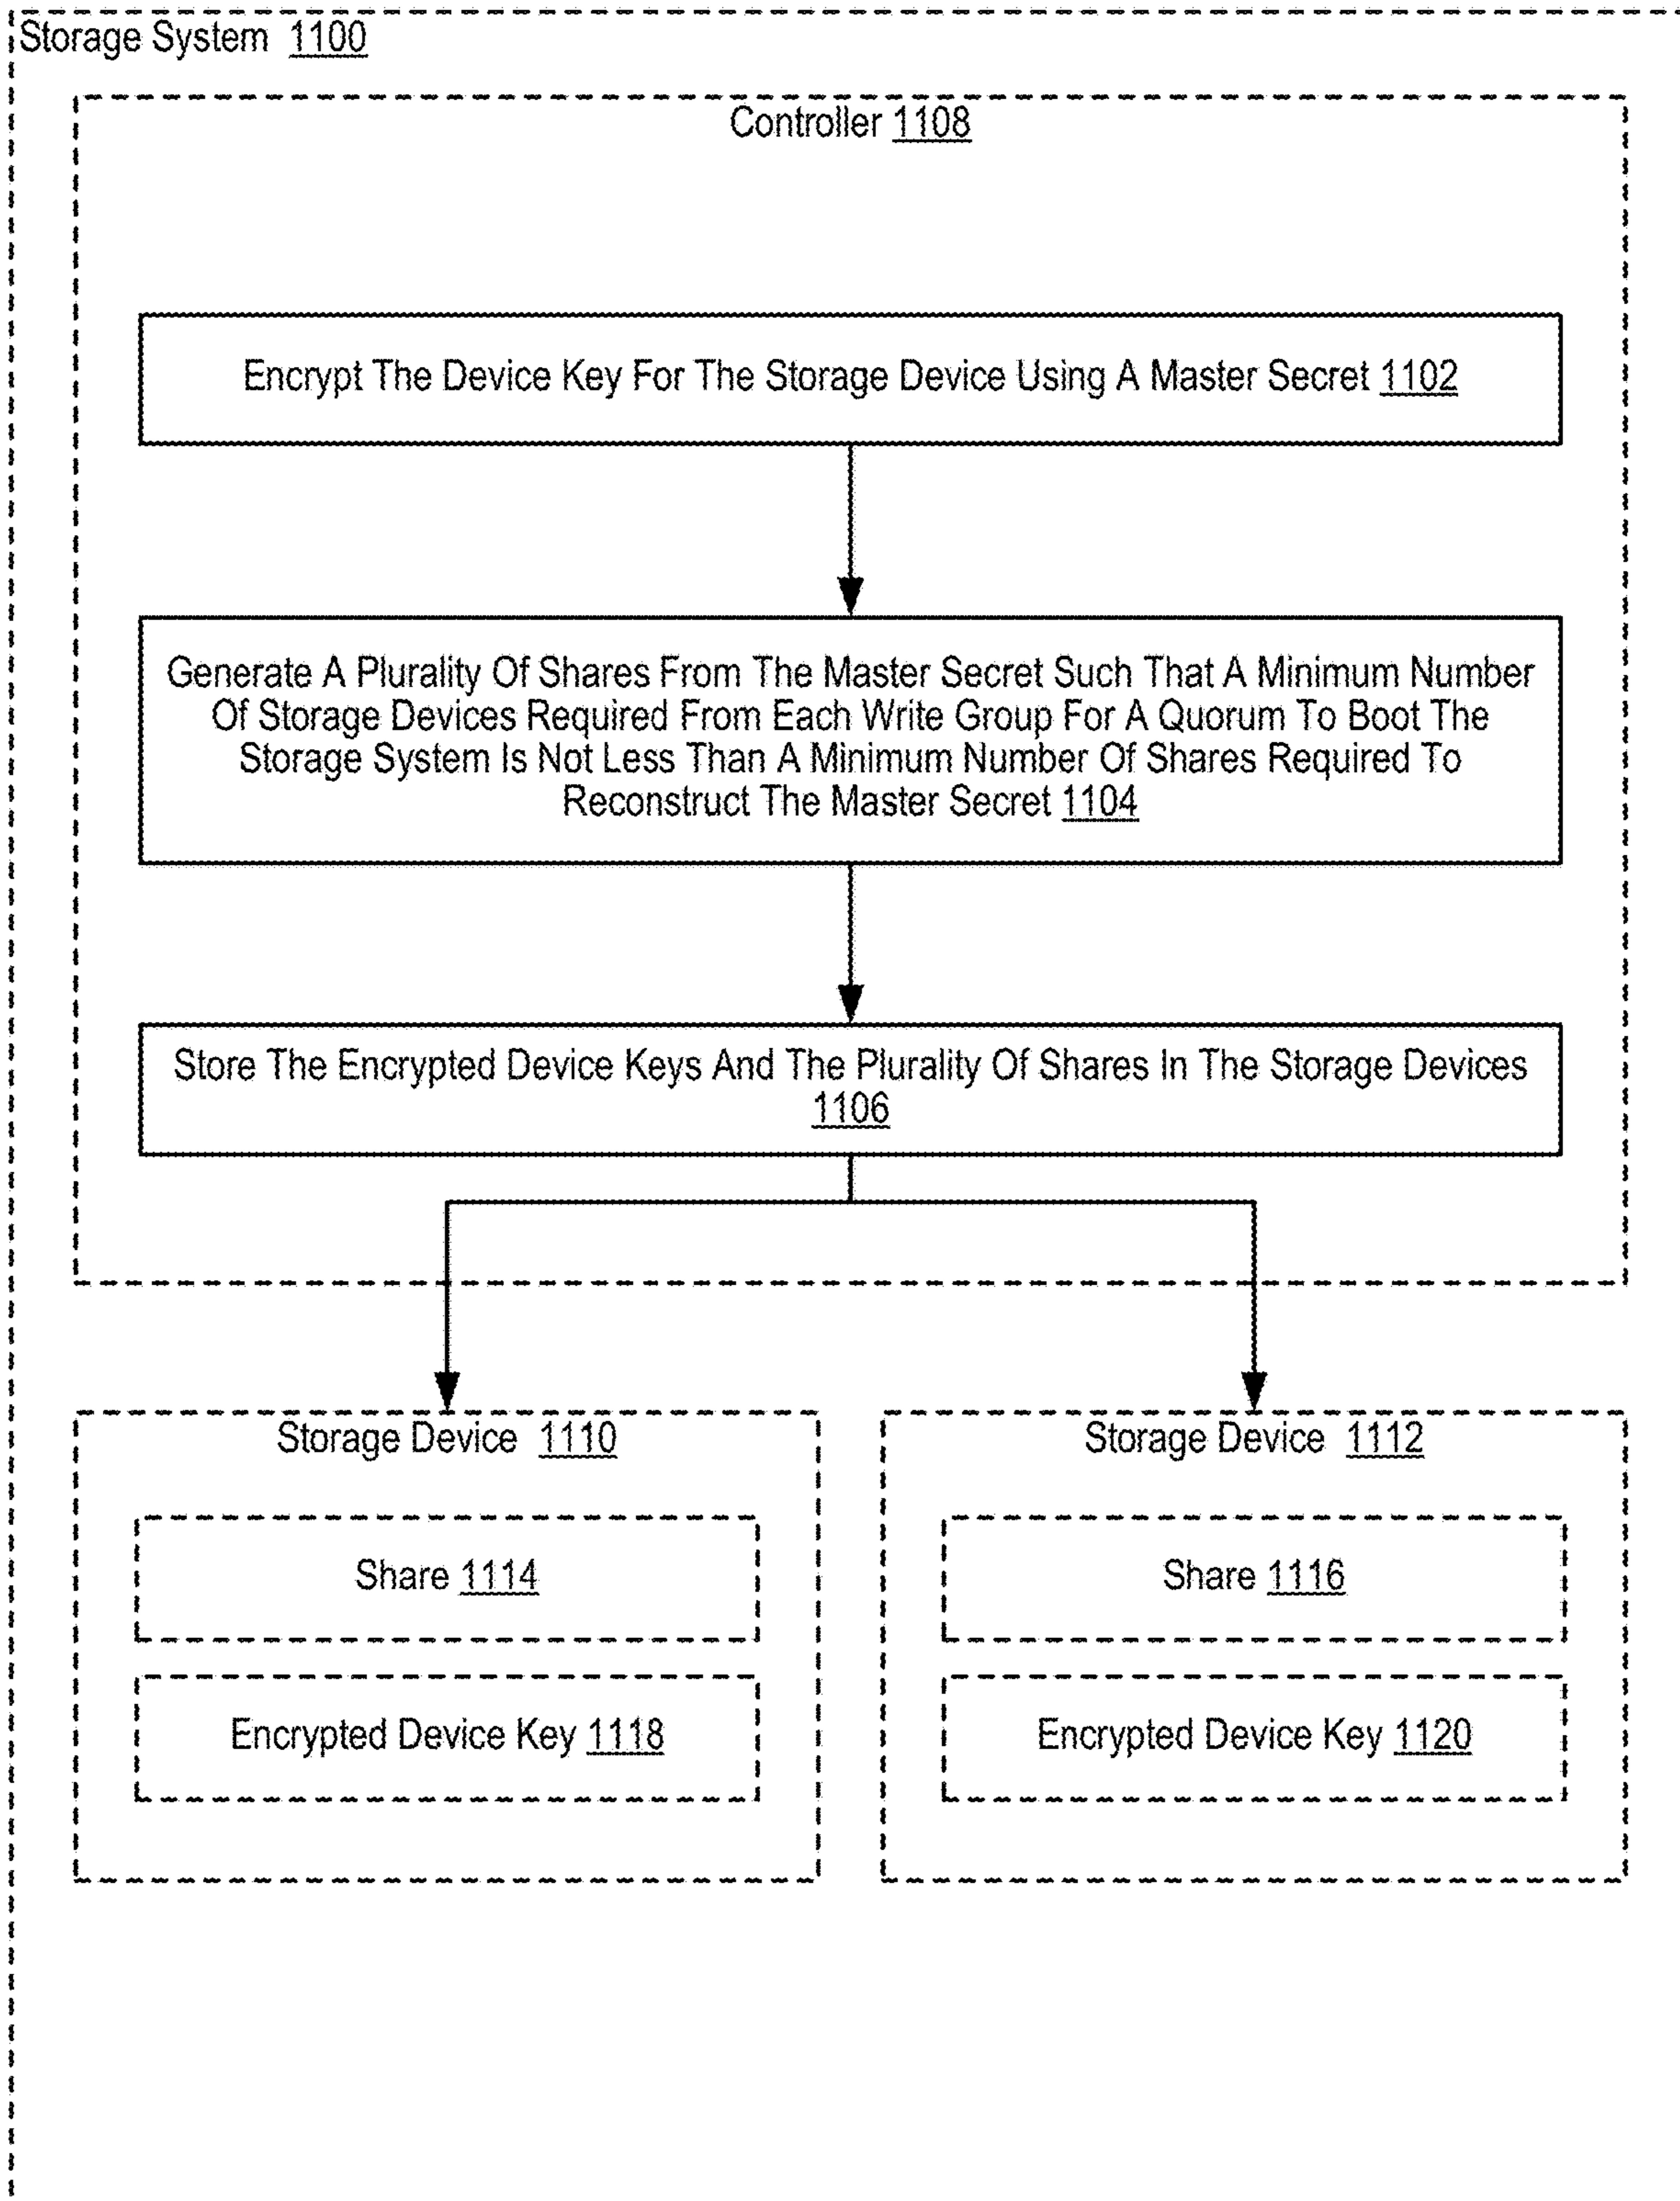 Storage System 1100
Controller 1108
Encrypt The Device Key For The Storage Device Using A Master Secret 1102
Generate A Plurality Of Shares From The Master Secret Such That A Minimum Number
Of Storage Devices Required From Each Write Group For A Quorum To Boot The
Storage System Is Not Less Than A Minimum Number Of Shares Required To
Reconstruct The Master Secret 1104
Store The Encrypted Device Keys And The Plurality Of Shares In The Storage Devices
1106
Storage Device 1110
Share 1114
Encrypted Device Key 1118
Storage Device 1112
Share 1116
Encrypted Device Key 1120